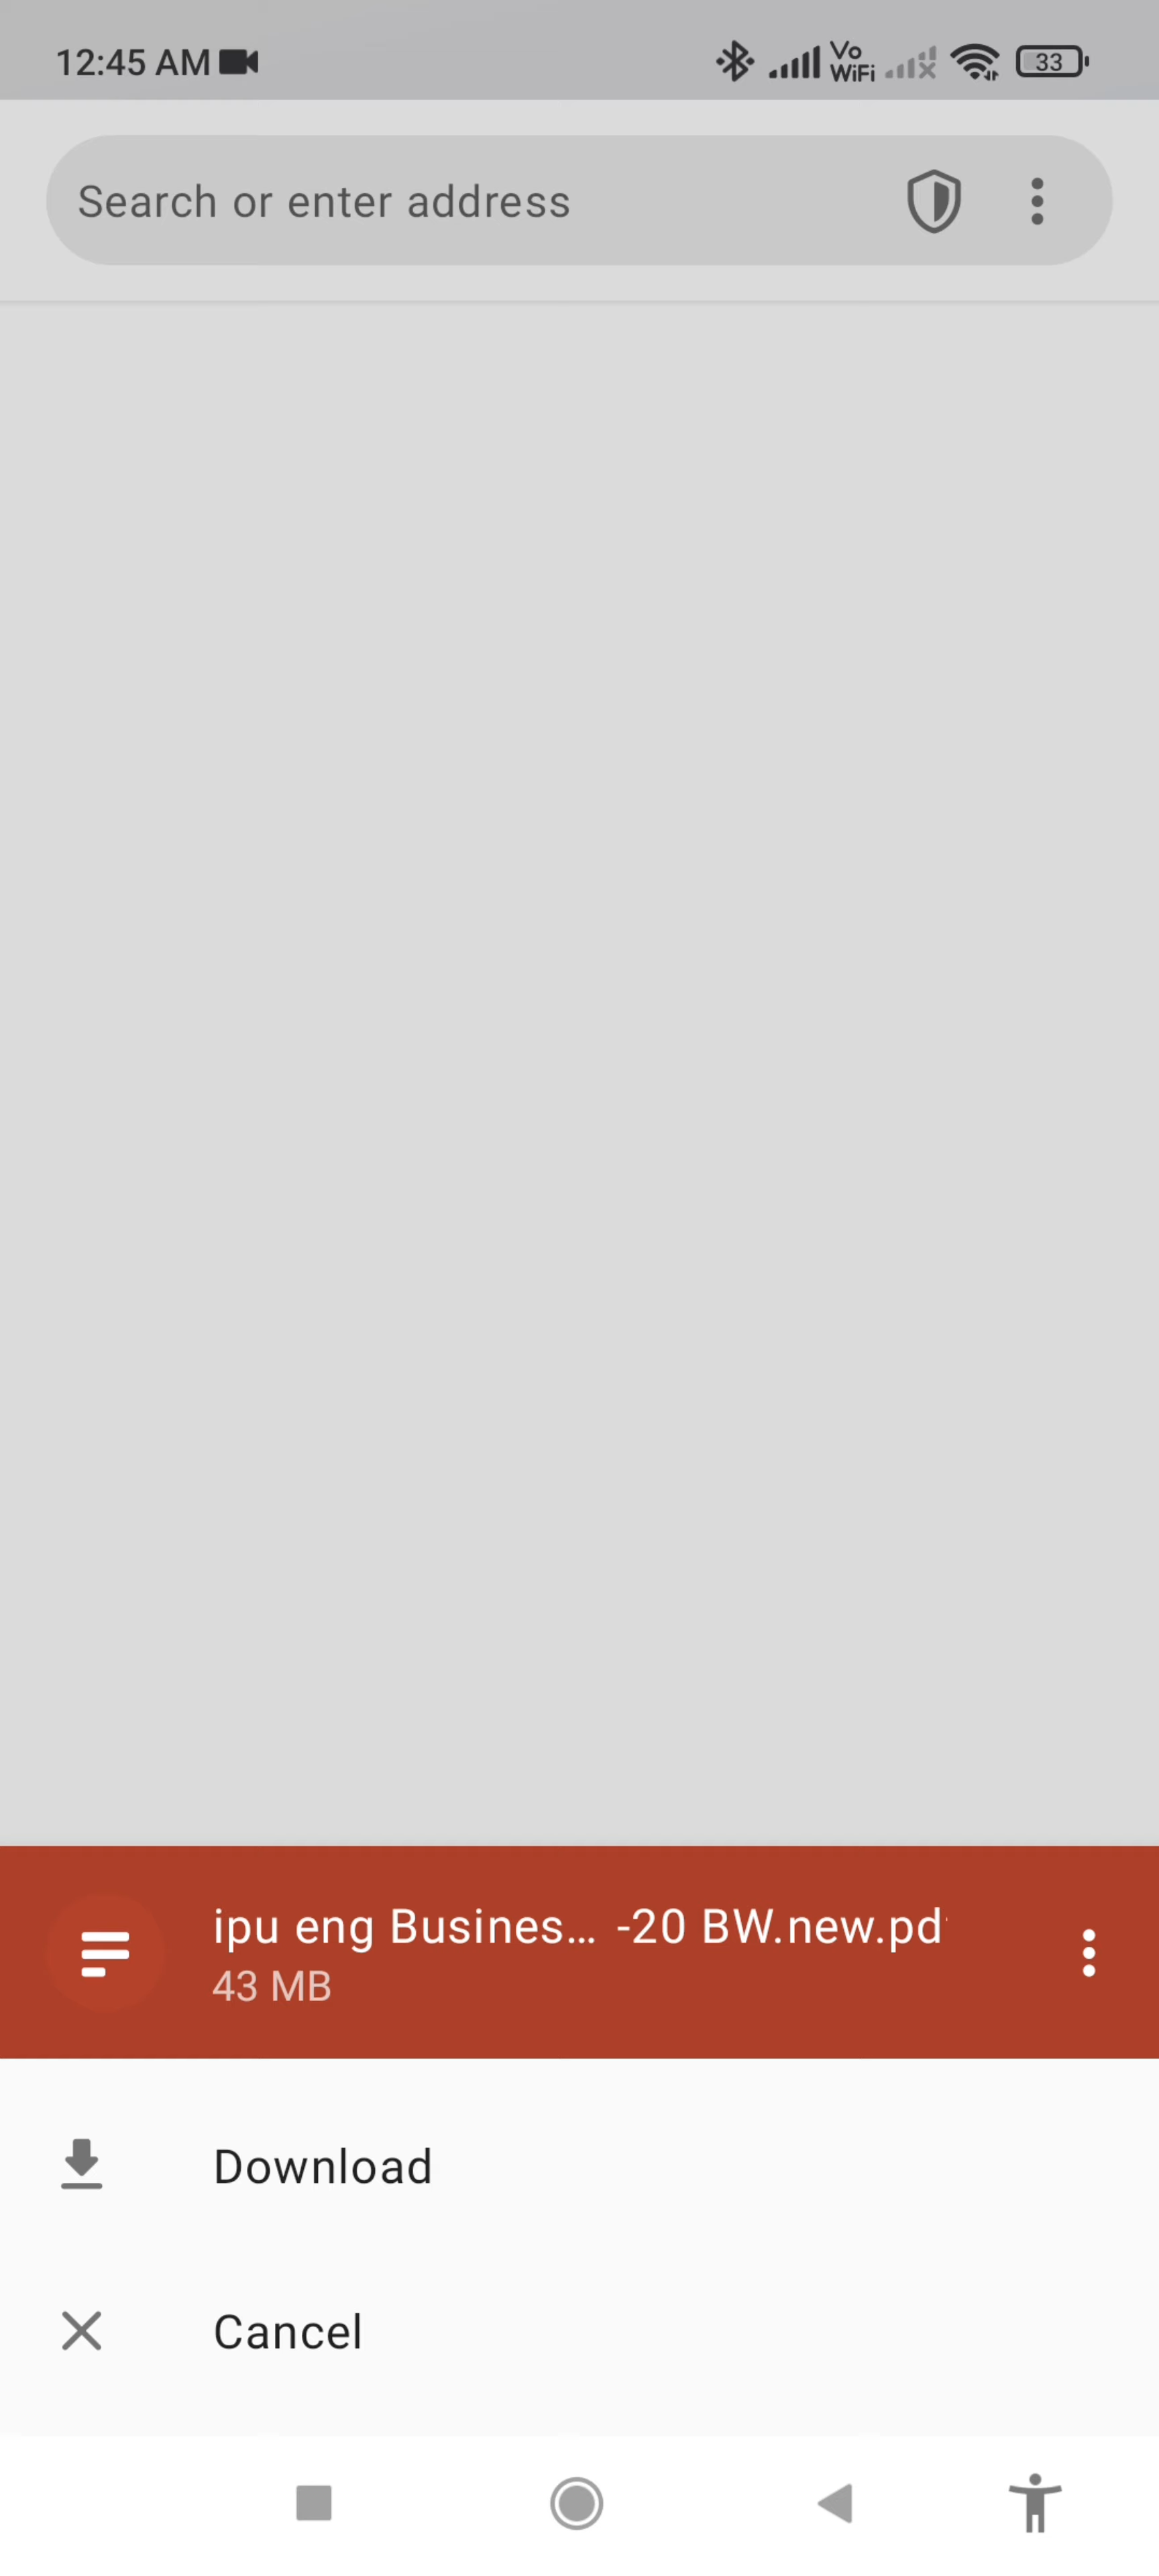 12:45 AM
Vo
WiFi
33
Search or enter address
ipu eng Busines... -20 BW.new.pd
43 MB
Download
Cancel